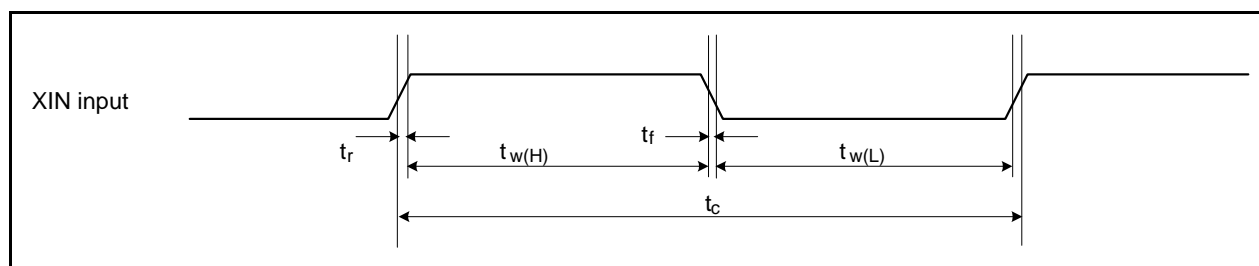 XIN input
tr
tw(H)
tf
tw(L)
tc